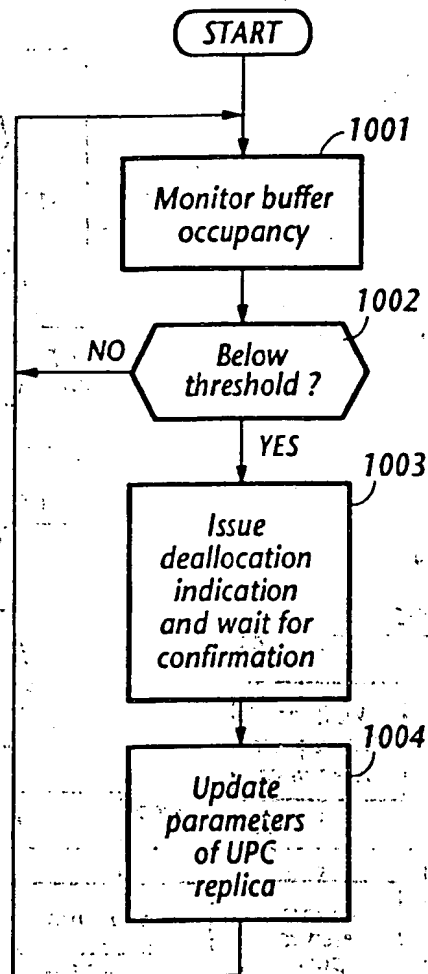 START
1001
Monitor buffer
occupancy
1002
NO
Below
threshold ?
YES
1003
Issue
deallocation
indication
and wait for
confirmation
1004
Update
parameters
of UPC
replica